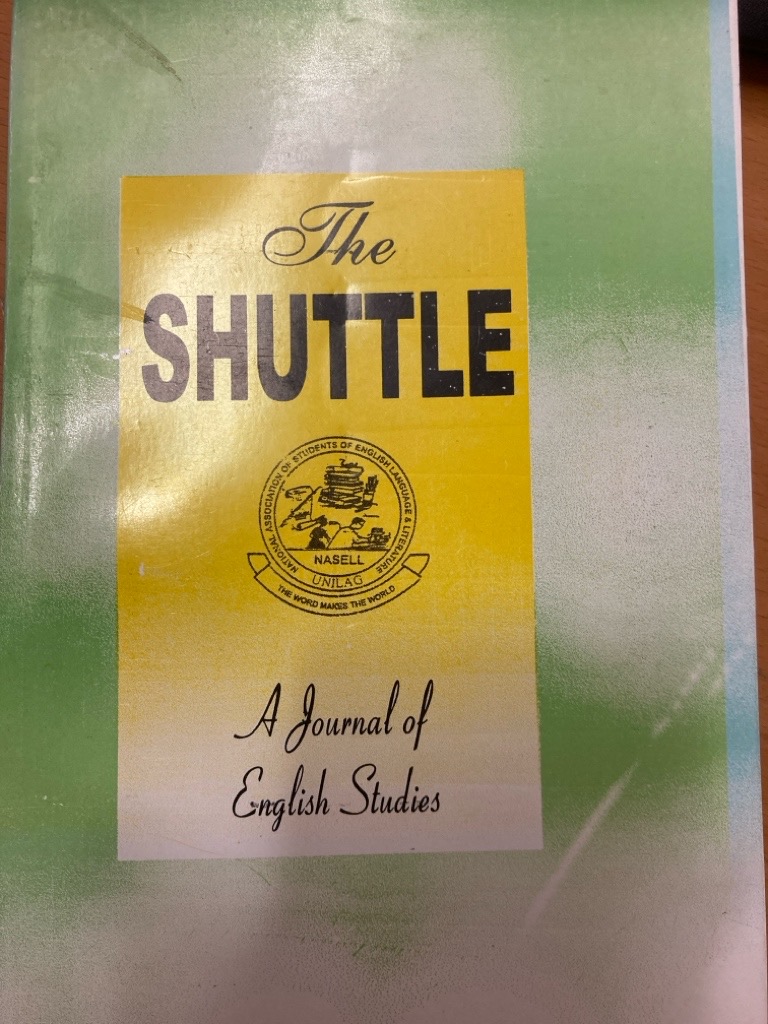 The
SHUTTLE
NATIONAL ASSOCIATION OF STUDENTS OF ENGLISH LANGUAGE & LITERATURE
NASELL
UNILAG
THE WORD MAKES THE WORLD
A Journal of
English Studies